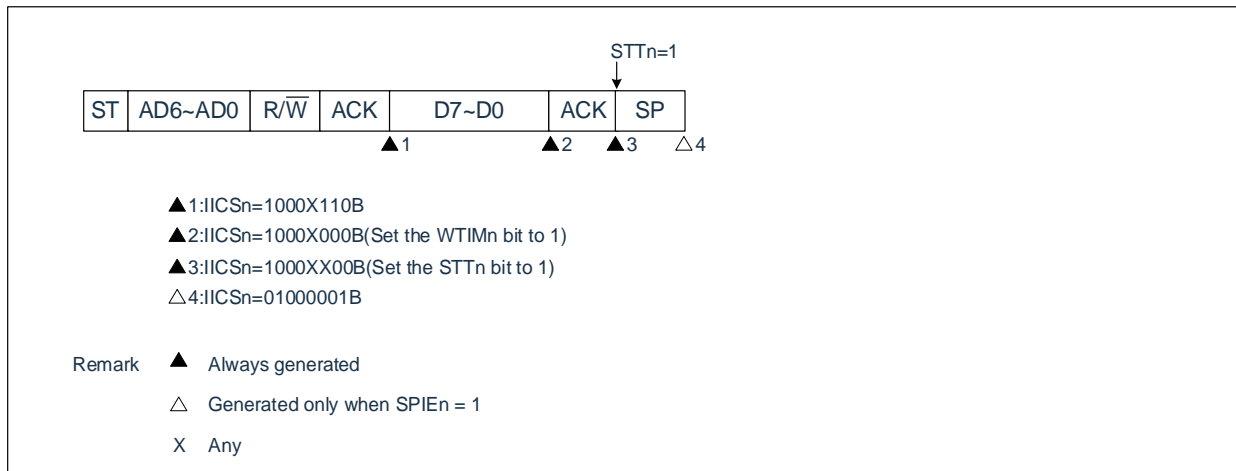 STTn=1
ST AD6~AD0 R/W̅ ACK D7~D0 ACK SP
▲1 ▲2 ▲3 △4
▲1:IICSn=1000X110B
▲2:IICSn=1000X000B(Set the WTIMn bit to 1)
▲3:IICSn=1000XX00B(Set the STTn bit to 1)
△4:IICSn=01000001B
Remark ▲ Always generated
△ Generated only when SPIEn = 1
X Any